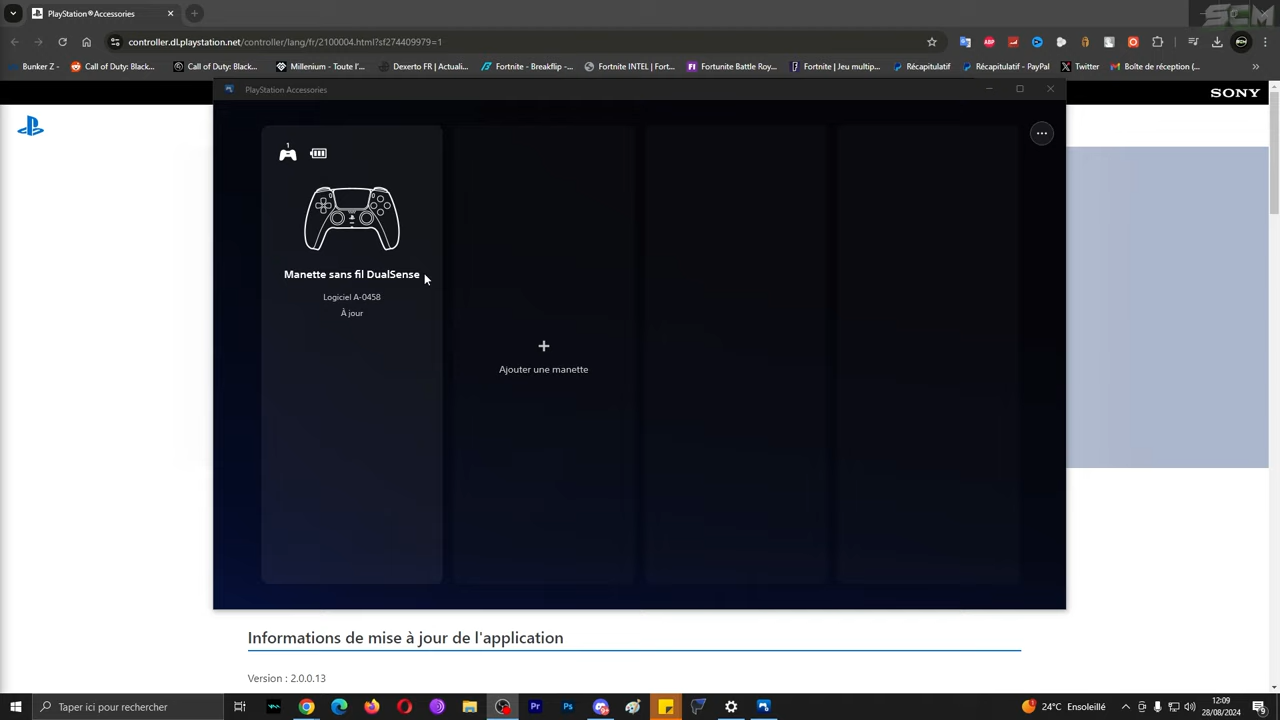 PlayStation®Accessories
SCM
controller.dl.playstation.net/controller/lang/fr/2100004.html?sf274409979=1
Bunker Z -
Call of Duty: Black...
Call of Duty: Black...
Millenium - Toute l'...
Dexerto FR | Actuali...
Fortnite - Breakflip -...
Fortnite INTEL | Fort...
Fortunite Battle Roy...
Fortnite | Jeu multip...
Récapitulatif
Récapitulatif - PayPal
Twitter
Boîte de réception (...
PlayStation Accessories
SONY
1
Manette sans fil DualSense
Logiciel A-0458
À jour
Ajouter une manette
Informations de mise à jour de l'application
Version : 2.0.0.13
Taper ici pour rechercher
24°C Ensoleillé
12:09
28/08/2024